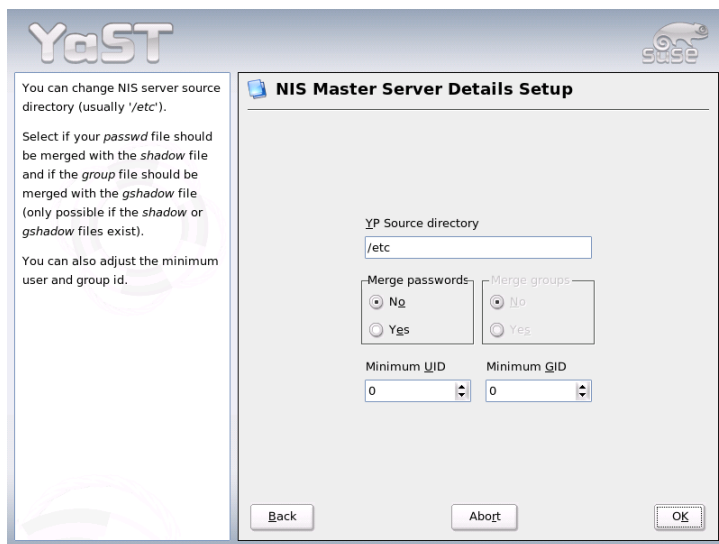 YaST
suse
You can change NIS server source
directory (usually '/etc').
Select if your passwd file should
be merged with the shadow file
and if the group file should be
merged with the gshadow file
(only possible if the shadow or
gshadow files exist).
You can also adjust the minimum
user and group id.
NIS Master Server Details Setup
YP Source directory
/etc
Merge passwords
No
Yes
Merge groups
No
Yes
Minimum UID
0
Minimum GID
0
Back
Abort
OK